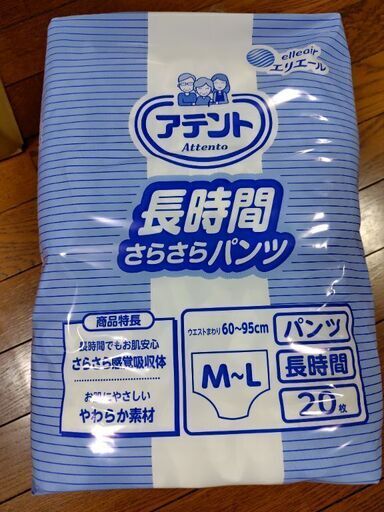 elleair
エリエール
アテント
Attento
長時間
さらさらパンツ
商品特長
長時間でもお肌安心
さらさら感覚吸収体
お肌にやさしい
やわらか素材
ウエストまわり 60~95cm
M~L
パンツ
長時間
20枚